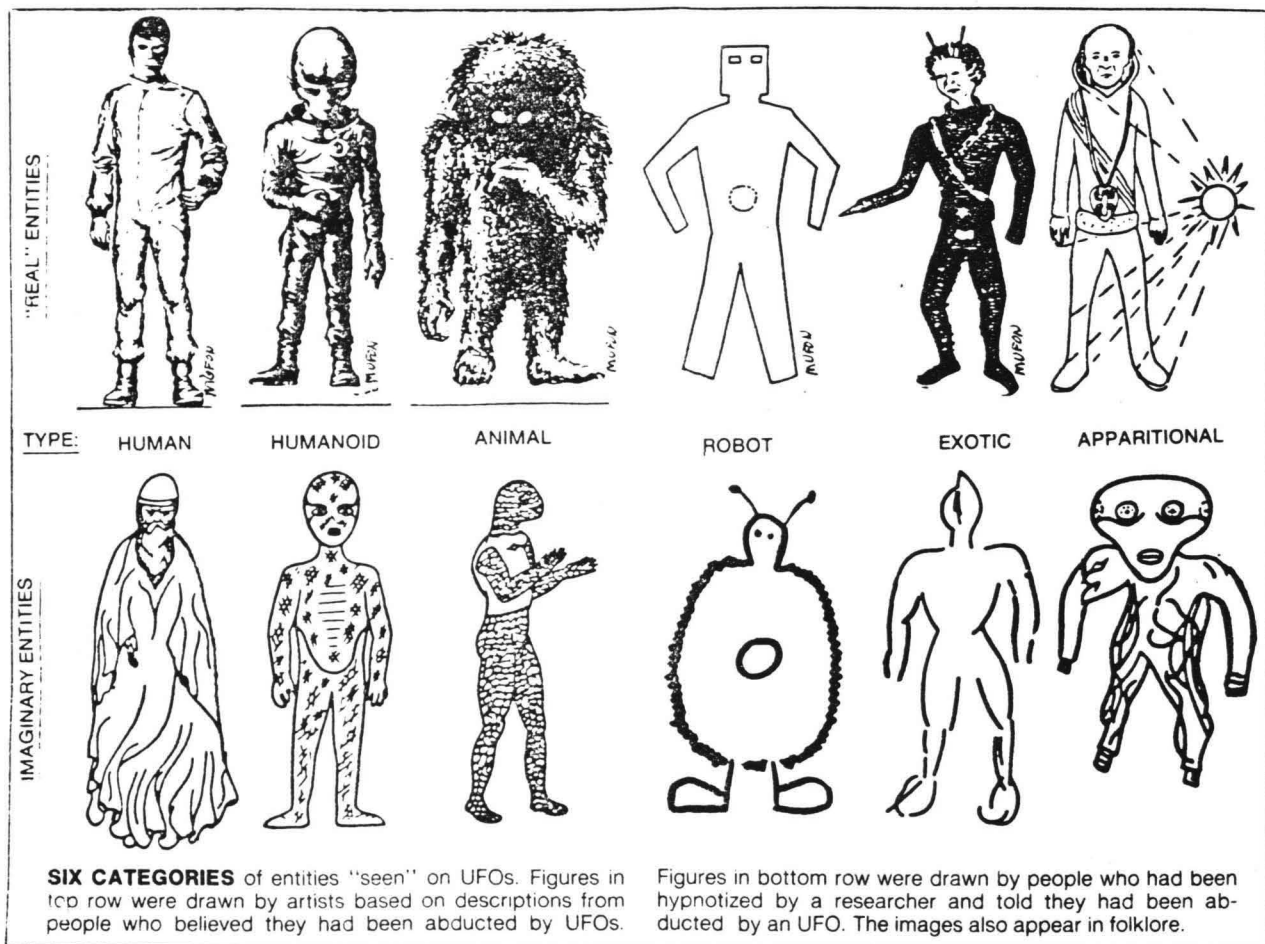 "REAL" ENTITIES
MUFON
MUFON
MUFON
MUFON
MUFON
TYPE: HUMAN HUMANOID ANIMAL ROBOT EXOTIC APPARITIONAL
IMAGINARY ENTITIES
SIX CATEGORIES of entities "seen" on UFOs. Figures in
top row were drawn by artists based on descriptions from
people who believed they had been abducted by UFOs.
Figures in bottom row were drawn by people who had been
hypnotized by a researcher and told they had been ab-
ducted by an UFO. The images also appear in folklore.